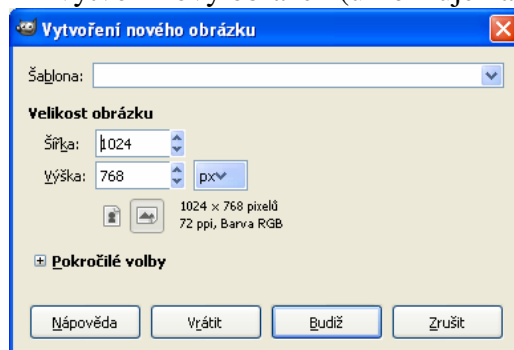 Vytvoření nového obrázku
Šablona:
Velikost obrázku
Šířka: 1024
Výška: 768 px
1024 × 768 pixelů
72 ppi, Barva RGB
Pokročilé volby
Nápověda Vrátit Budiž Zrušit